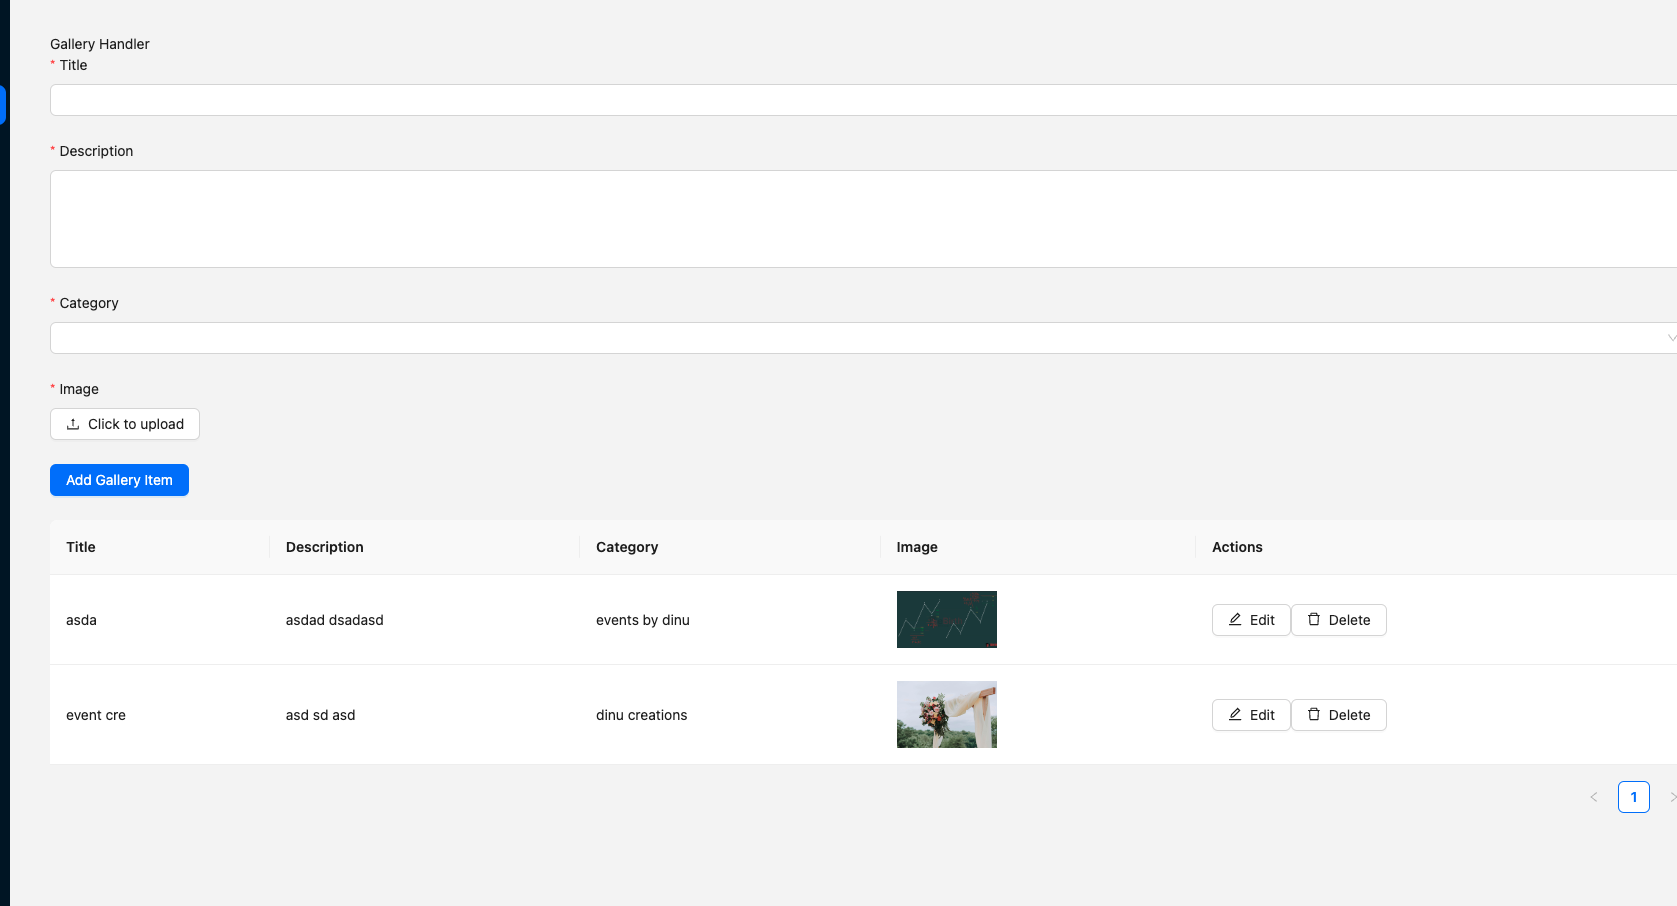 Gallery Handler
* Title
* Description
* Category
* Image
Click to upload
Add Gallery Item
Title Description Category Image Actions
asda asdad dsadasd events by dinu Edit Delete
event cre asd sd asd dinu creations Edit Delete
1